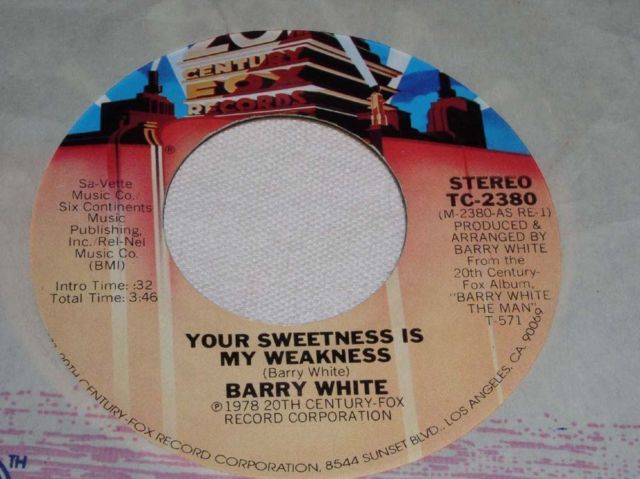 20TH
CENTURY
FOX
RECORDS
®
Sa-Vette
Music Co./
Six Continents
Music
Publishing,
Inc./Rel-Nel
Music Co.
(BMI)
Intro Time: :32
Total Time: 3:46
STEREO
TC-2380
(M-2380-AS RE-1)
PRODUCED &
ARRANGED BY
BARRY WHITE
From the
20th Century-
Fox Album,
"BARRY WHITE
THE MAN"
T-571
YOUR SWEETNESS IS
MY WEAKNESS
(Barry White)
BARRY WHITE
℗ 1978 20TH CENTURY-FOX
RECORD CORPORATION
20TH CENTURY-FOX RECORD CORPORATION, 8544 SUNSET BLVD., LOS ANGELES, CA 90069
TH